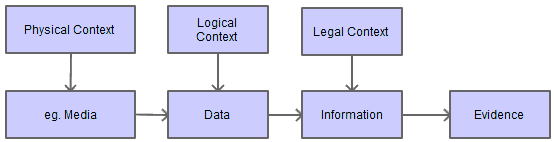 Physical Context
Logical
Context
Legal Context
eg. Media
Data
Information
Evidence